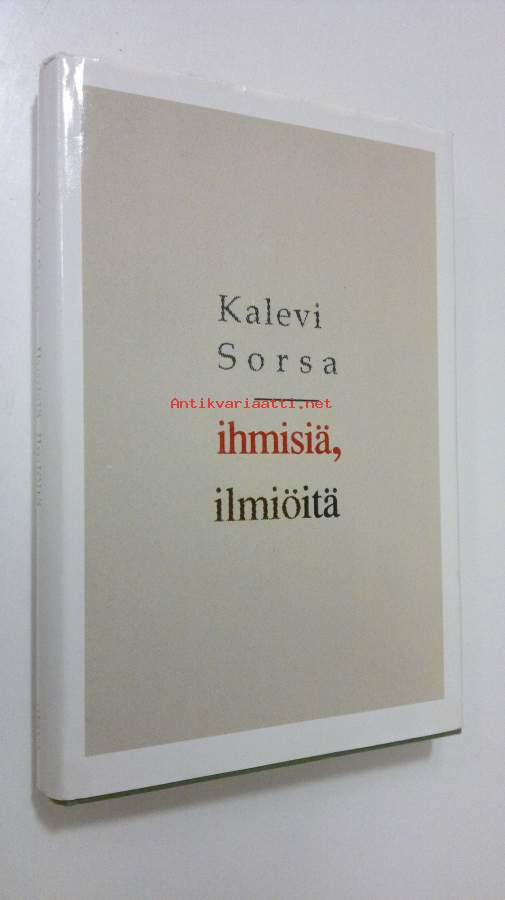 Kalevi
Sorsa
Antikvariaatti.net
ihmisiä,
ilmiöitä